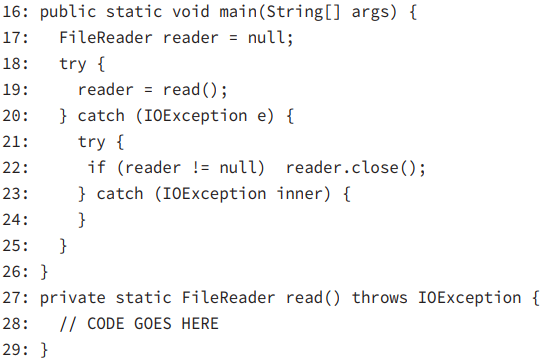 16: public static void main(String[] args) {
17:   FileReader reader = null;
18:   try {
19:     reader = read();
20:   } catch (IOException e) {
21:     try {
22:      if (reader != null)  reader.close();
23:     } catch (IOException inner) {
24:     }
25:   }
26: }
27: private static FileReader read() throws IOException {
28:   // CODE GOES HERE
29: }